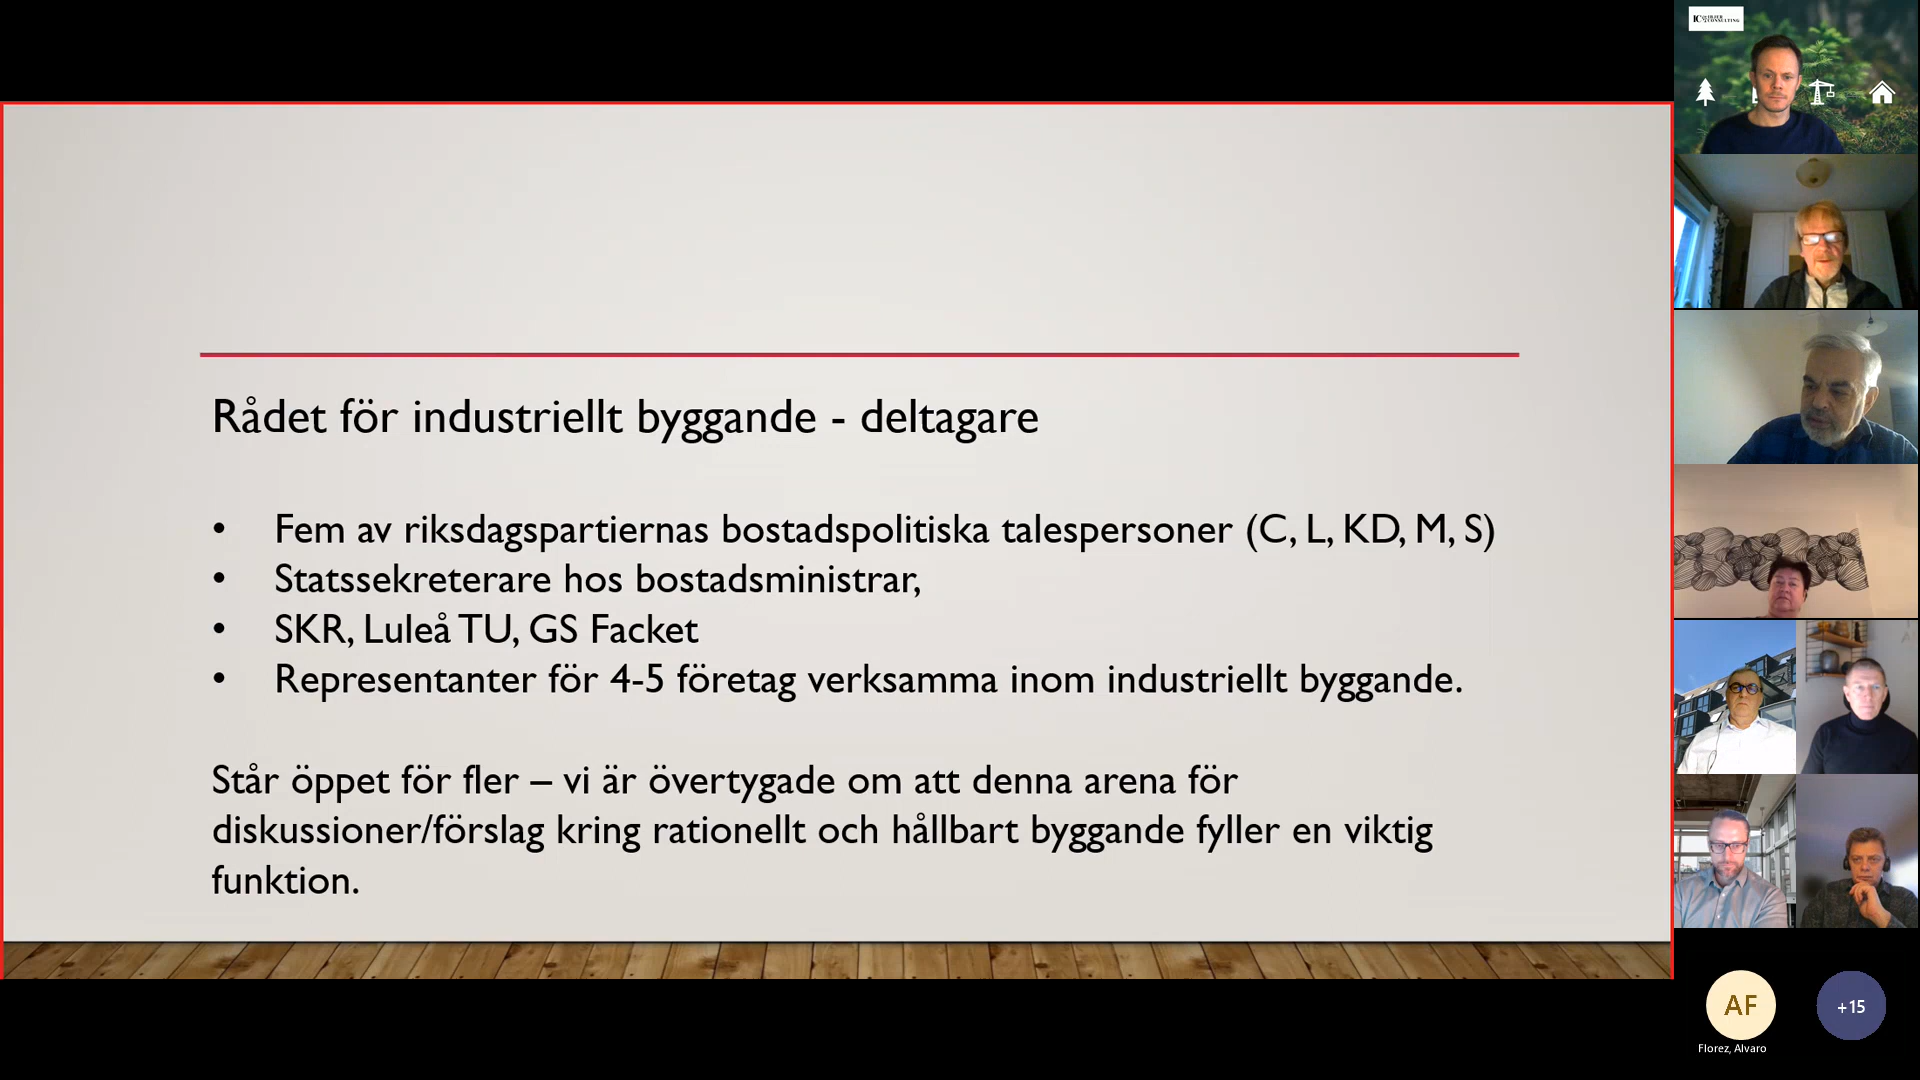 Rådet för industriellt byggande - deltagare
• Fem av riksdagspartiernas bostadspolitiska talespersoner (C, L, KD, M, S)
• Statssekreterare hos bostadsministrar,
• SKR, Luleå TU, GS Facket
• Representanter för 4-5 företag verksamma inom industriellt byggande.
Står öppet för fler – vi är övertygade om att denna arena för
diskussioner/förslag kring rationellt och hållbart byggande fyller en viktig
funktion.
IC
CONSULTING
AF
+15
Florez, Alvaro